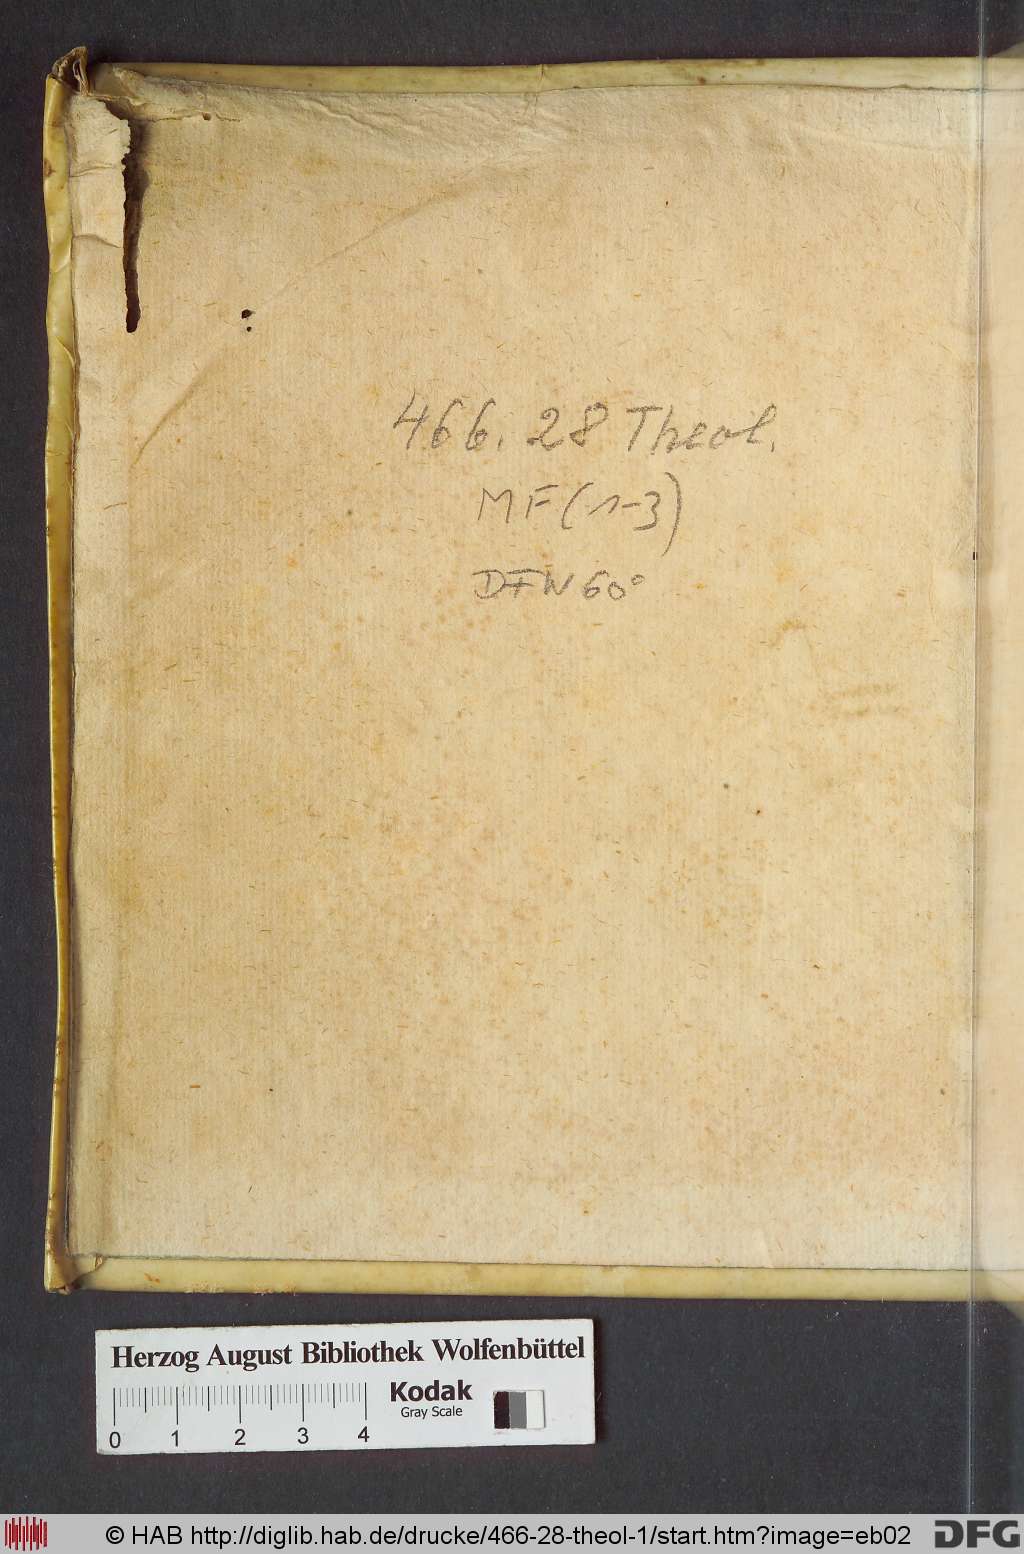 466. 28 Theol.
MF (1-3)
DFW 60°
Herzog August Bibliothek Wolfenbüttel
Kodak
Gray Scale
0 1 2 3 4
© HAB http://diglib.hab.de/drucke/466-28-theol-1/start.htm?image=eb02
DFG